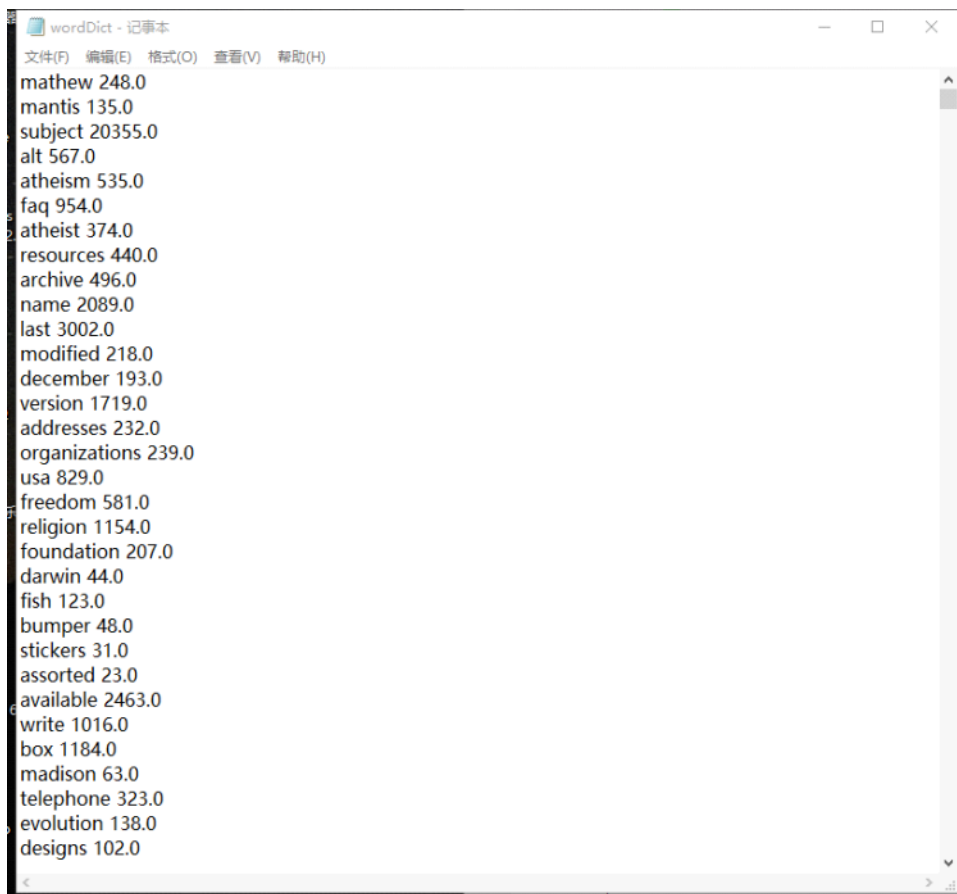 wordDict - 记事本
文件(F) 编辑(E) 格式(O) 查看(V) 帮助(H)
mathew 248.0
mantis 135.0
subject 20355.0
alt 567.0
atheism 535.0
faq 954.0
atheist 374.0
resources 440.0
archive 496.0
name 2089.0
last 3002.0
modified 218.0
december 193.0
version 1719.0
addresses 232.0
organizations 239.0
usa 829.0
freedom 581.0
religion 1154.0
foundation 207.0
darwin 44.0
fish 123.0
bumper 48.0
stickers 31.0
assorted 23.0
available 2463.0
write 1016.0
box 1184.0
madison 63.0
telephone 323.0
evolution 138.0
designs 102.0